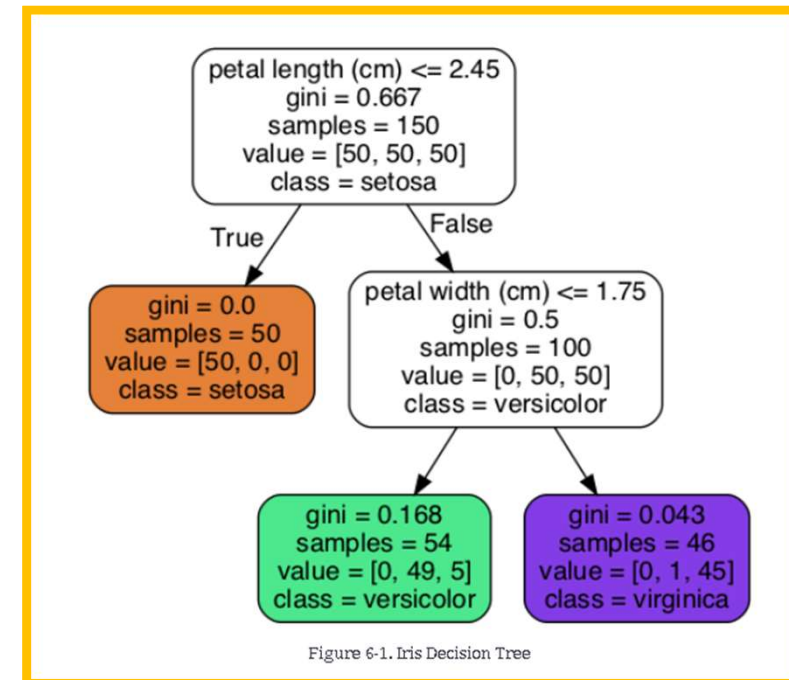 petal length (cm) <= 2.45
gini = 0.667
samples = 150
value = [50, 50, 50]
class = setosa
True
False
gini = 0.0
samples = 50
value = [50, 0, 0]
class = setosa
petal width (cm) <= 1.75
gini = 0.5
samples = 100
value = [0, 50, 50]
class = versicolor
gini = 0.168
samples = 54
value = [0, 49, 5]
class = versicolor
gini = 0.043
samples = 46
value = [0, 1, 45]
class = virginica
Figure 6-1. Iris Decision Tree